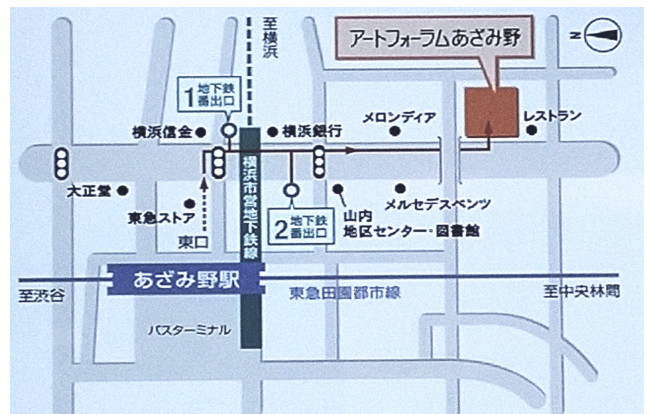 至横浜
アートフォーラムあざみ野
N
1 地下鉄
番出口
横浜信金
横浜銀行
メロンディア
レストラン
大正堂
東急ストア
東口
横浜市営地下鉄線
2 地下鉄
番出口
山内
地区センター・図書館
メルセデスベンツ
あざみ野駅
至渋谷
東急田園都市線
至中央林間
バスターミナル